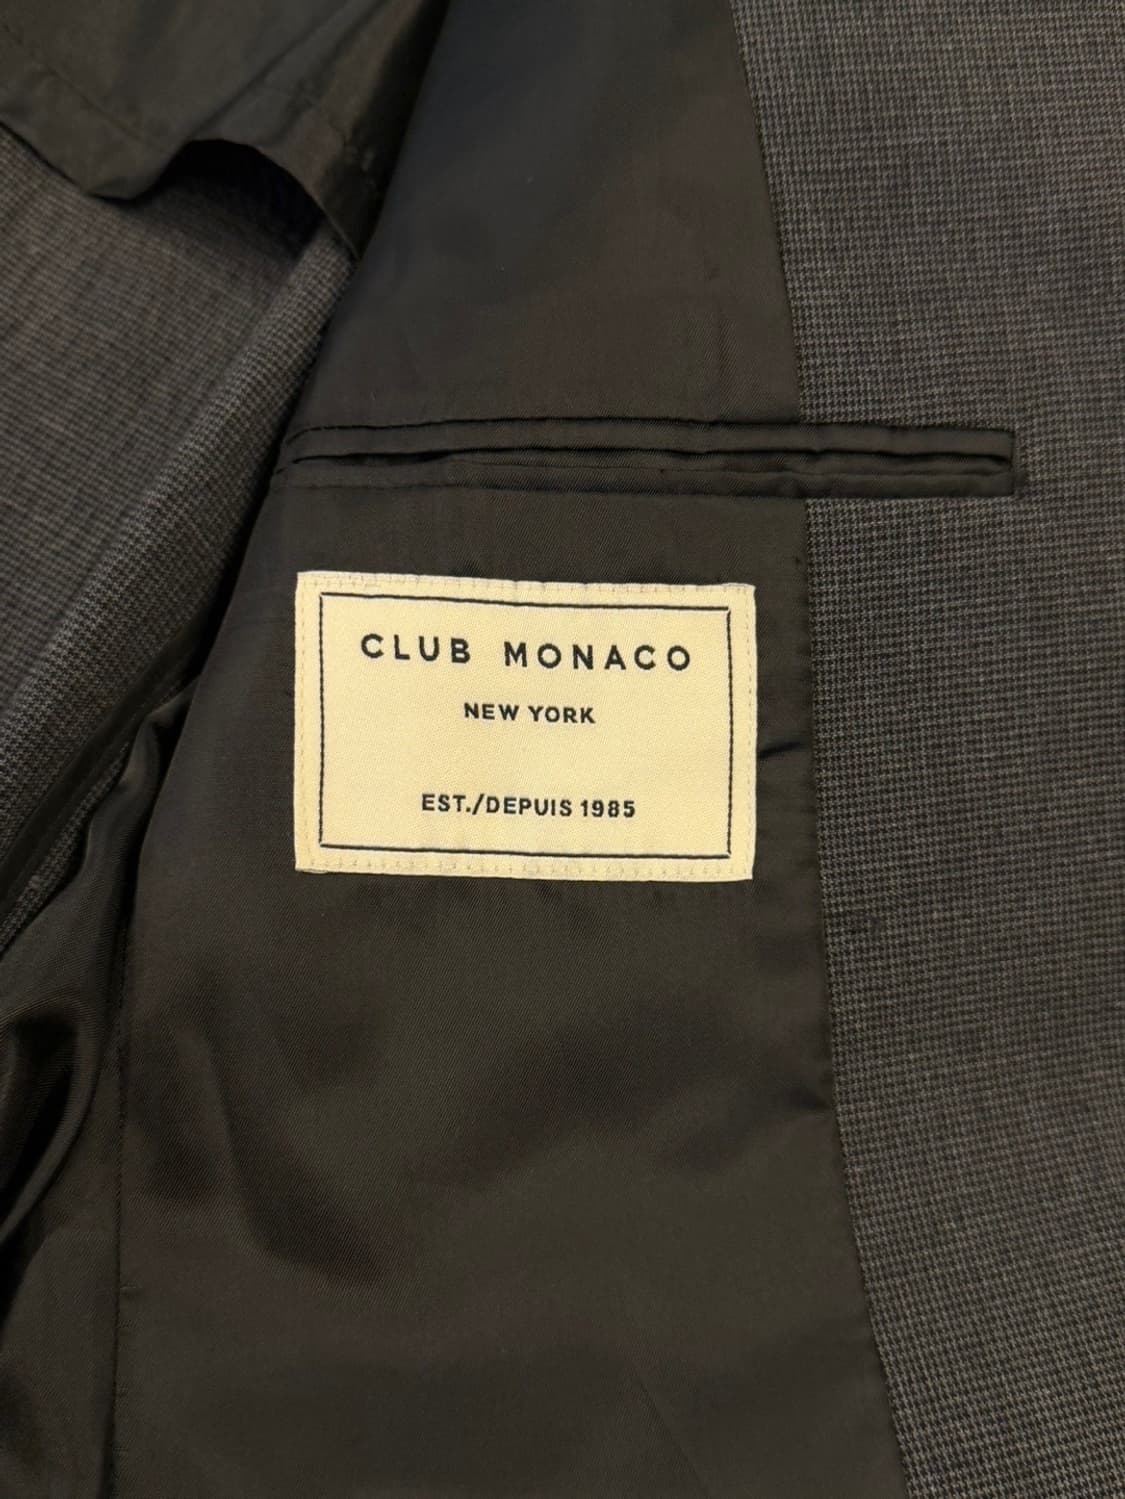 CLUB MONACO
NEW YORK
EST./DEPUIS 1985